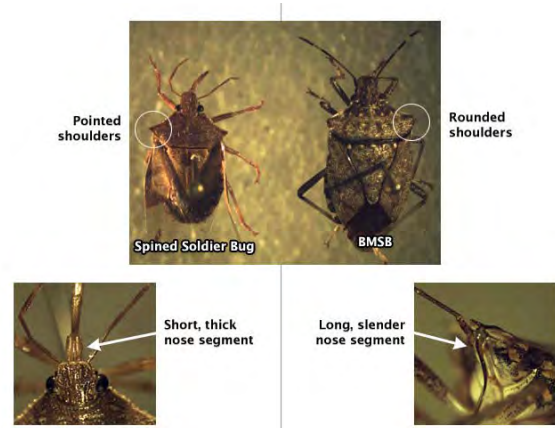 Pointed
shoulders
Rounded
shoulders
Spined Soldier Bug
BMSB
Short, thick
nose segment
Long, slender
nose segment